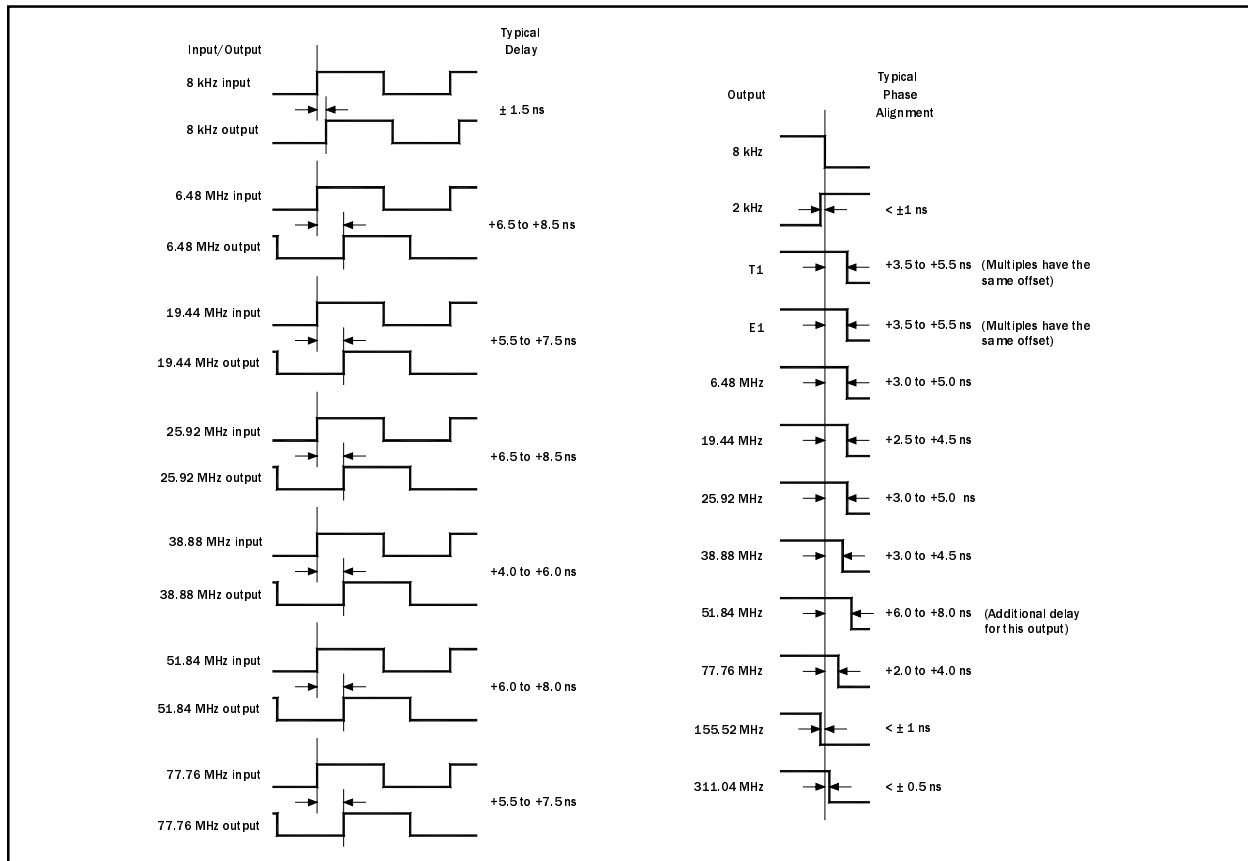 Input/Output
Typical
Delay
8 kHz input
± 1.5 ns
8 kHz output
6.48 MHz input
+6.5 to +8.5 ns
6.48 MHz output
19.44 MHz input
+5.5 to +7.5 ns
19.44 MHz output
25.92 MHz input
+6.5 to +8.5 ns
25.92 MHz output
38.88 MHz input
+4.0 to +6.0 ns
38.88 MHz output
51.84 MHz input
+6.0 to +8.0 ns
51.84 MHz output
77.76 MHz input
+5.5 to +7.5 ns
77.76 MHz output
Output
Typical
Phase
Alignment
8 kHz
2 kHz
< ±1 ns
T1
+3.5 to +5.5 ns (Multiples have the
same offset)
E1
+3.5 to +5.5 ns (Multiples have the
same offset)
6.48 MHz
+3.0 to +5.0 ns
19.44 MHz
+2.5 to +4.5 ns
25.92 MHz
+3.0 to +5.0 ns
38.88 MHz
+3.0 to +4.5 ns
51.84 MHz
+6.0 to +8.0 ns (Additional delay
for this output)
77.76 MHz
+2.0 to +4.0 ns
155.52 MHz
< ± 1 ns
311.04 MHz
< ± 0.5 ns